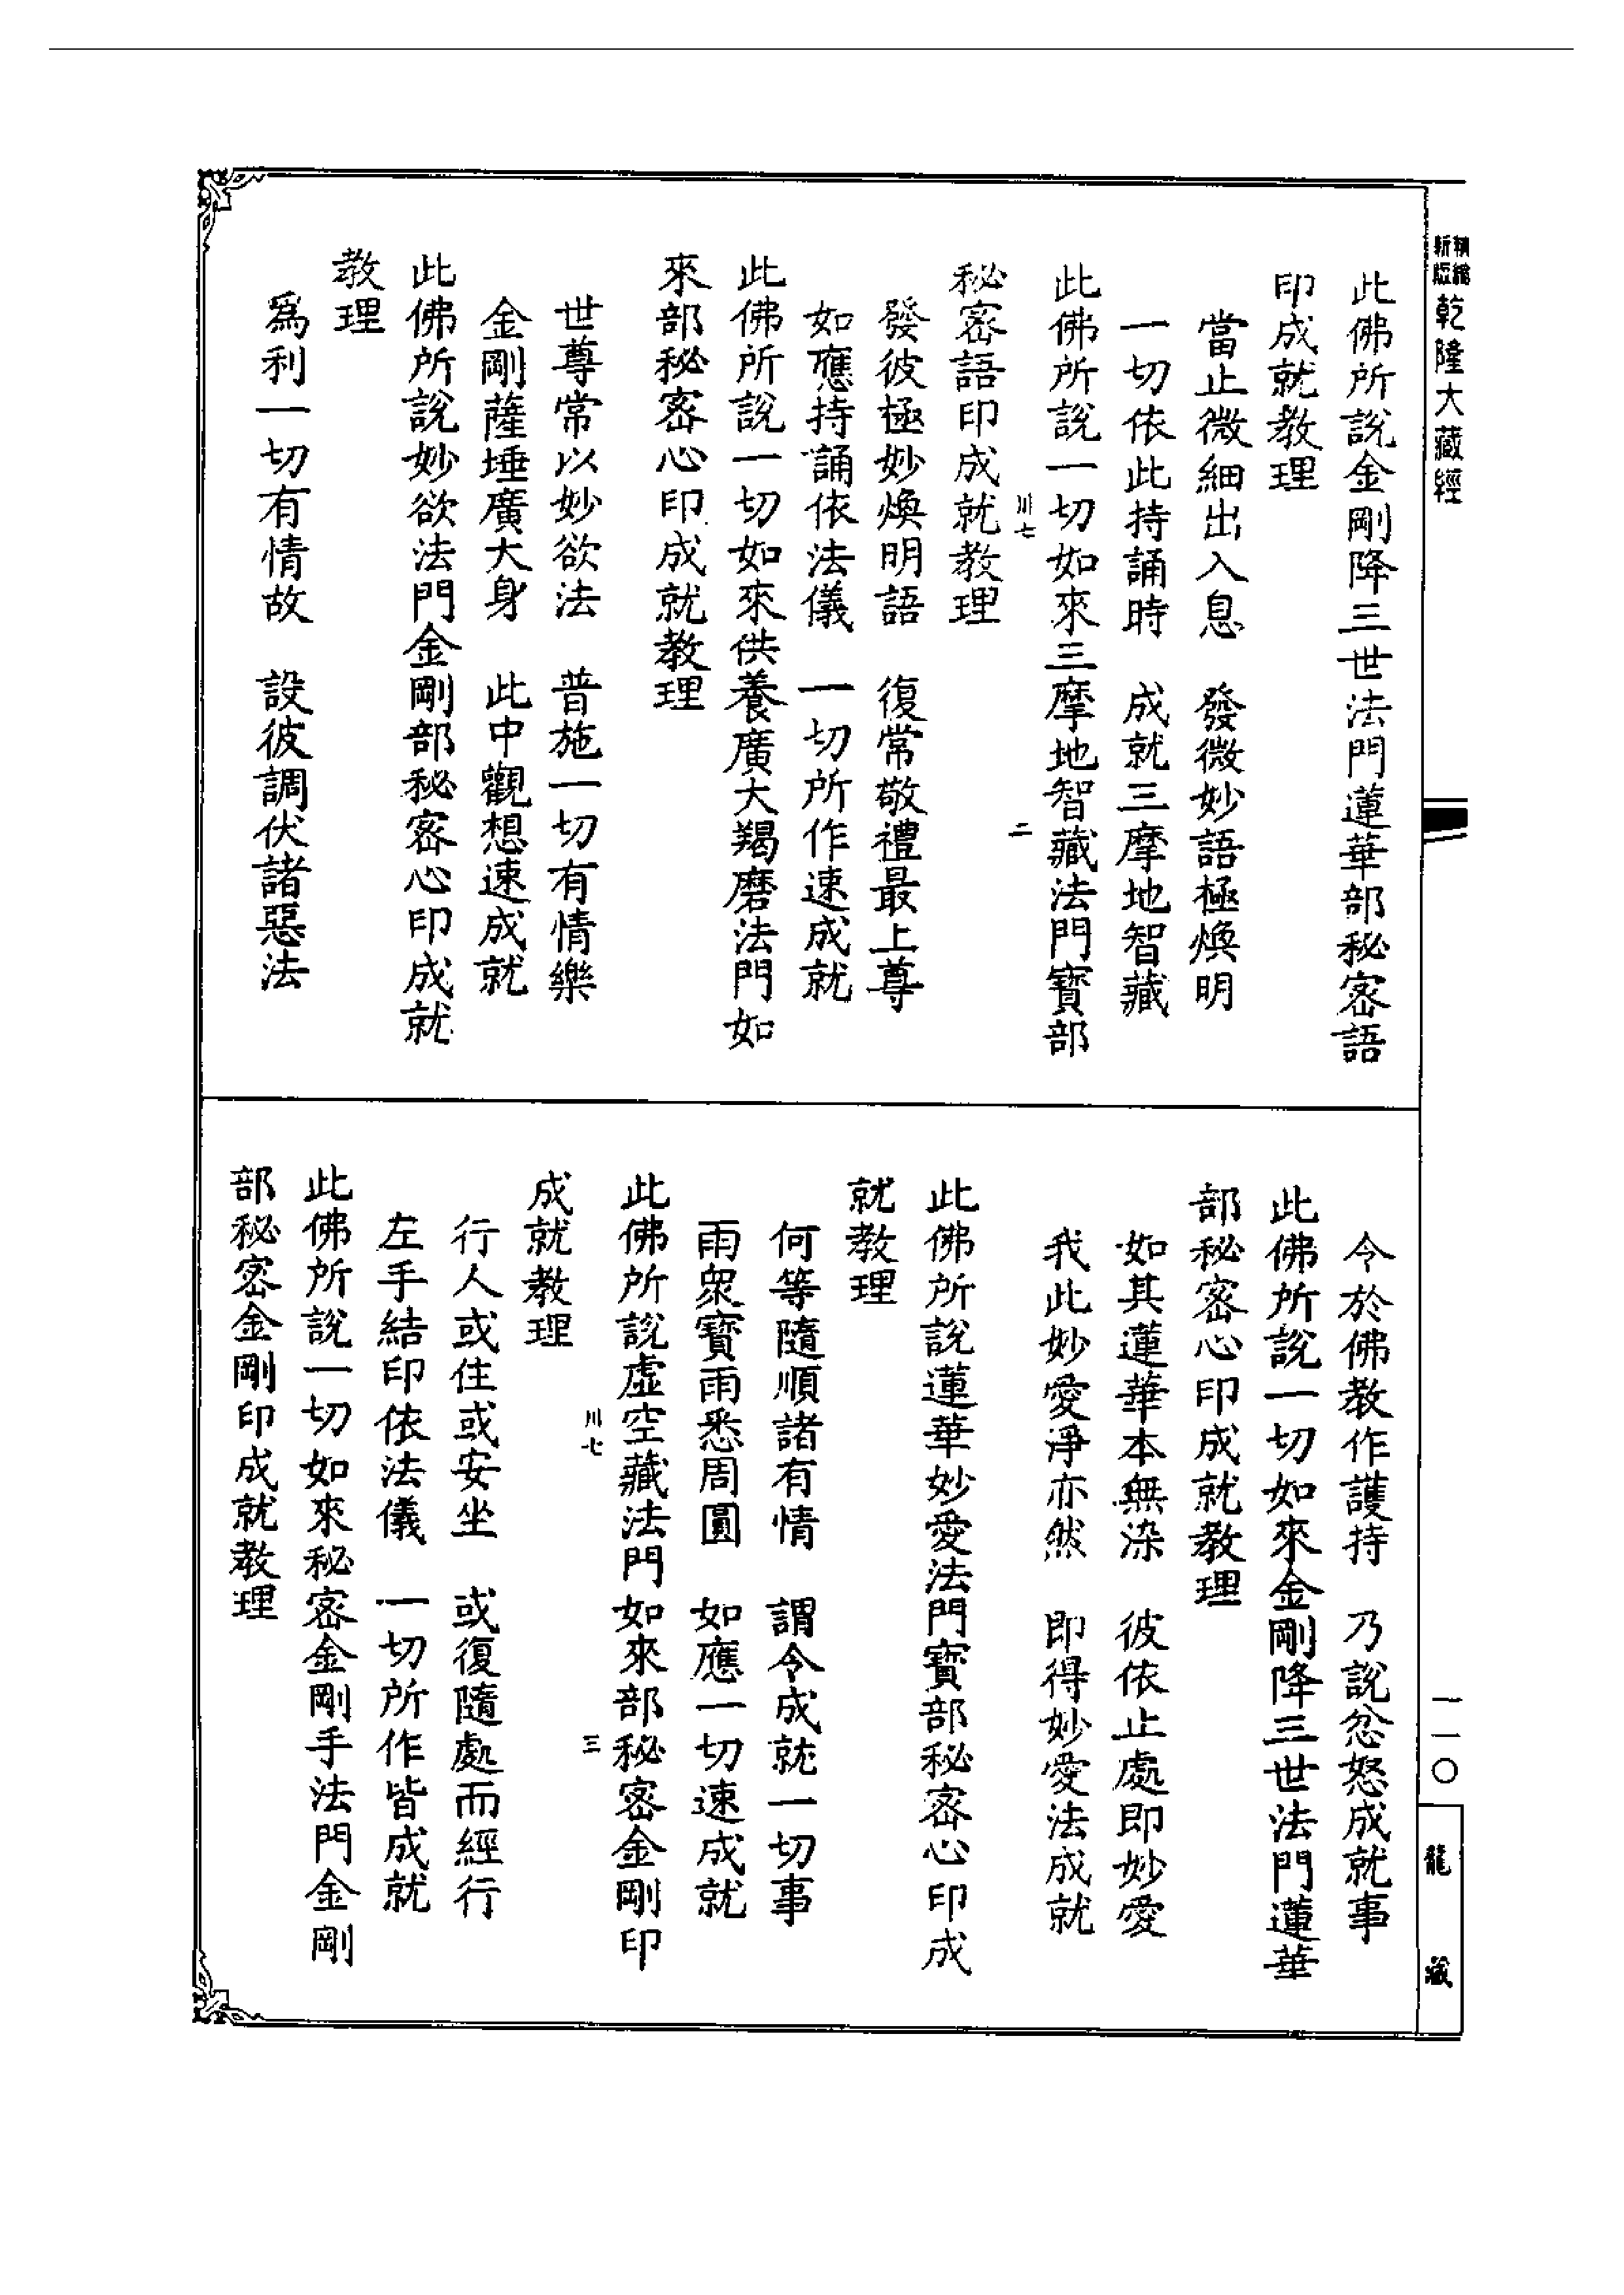 精縮
新版
乾隆大藏經
此佛所說金剛降三世法門蓮華部秘密語
印成就教理
當止微細出入息　發微妙語極煥明
一切依此持誦時　成就三摩地智藏
此佛所說一切如來三摩地智藏法門寶部
川七　二
秘密語印成就教理
發彼極妙煥明語　復常敬禮最上尊
如應持誦依法儀　一切所作速成就
此佛所說一切如來供養廣大羯磨法門如
來部秘密心印成就教理
世尊常以妙欲法　普施一切有情樂
金剛薩埵廣大身　此中觀想速成就
此佛所說妙欲法門金剛部秘密心印成就
教理
爲利一切有情故　設彼調伏諸惡法
令於佛教作護持　乃說忿怒成就事
此佛所說一切如來金剛降三世法門蓮華
部秘密心印成就教理
如其蓮華本無染　彼依止處即妙愛
我此妙愛淨亦然　即得妙愛法成就
此佛所說蓮華妙愛法門寶部秘密心印成
就教理
何等隨順諸有情　謂令成就一切事
雨眾寶雨悉周圓　如應一切速成就
此佛所說虛空藏法門如來部秘密金剛印
川七　三
成就教理
行人或住或安坐　或復隨處而經行
左手結印依法儀　一切所作皆成就
此佛所說一切如來秘密金剛手法門金剛
部秘密金剛印成就教理
一一〇
龍藏